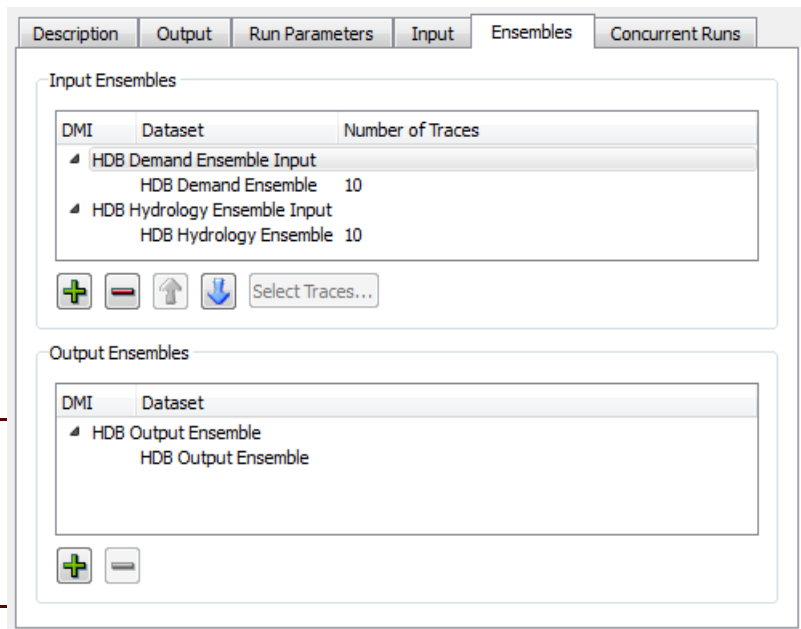 Description Output Run Parameters Input Ensembles Concurrent Runs
Input Ensembles
DMI Dataset Number of Traces
HDB Demand Ensemble Input
HDB Demand Ensemble 10
HDB Hydrology Ensemble Input
HDB Hydrology Ensemble 10
Select Traces...
Output Ensembles
DMI Dataset
HDB Output Ensemble
HDB Output Ensemble